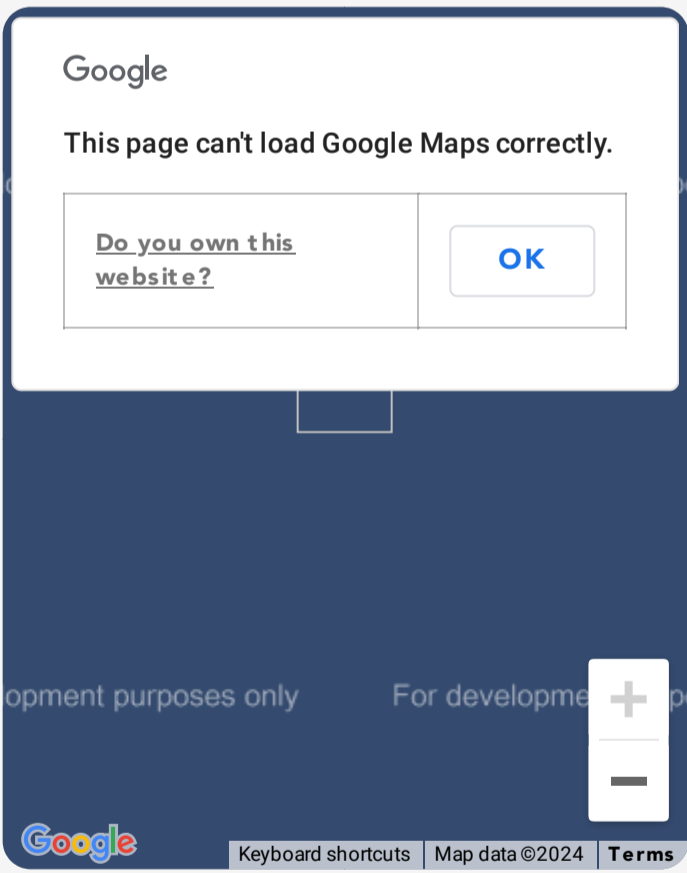 Google
This page can't load Google Maps correctly.
Do you own this
website?
OK
opment purposes only
For developme
Google
Keyboard shortcuts
Map data ©2024
Terms